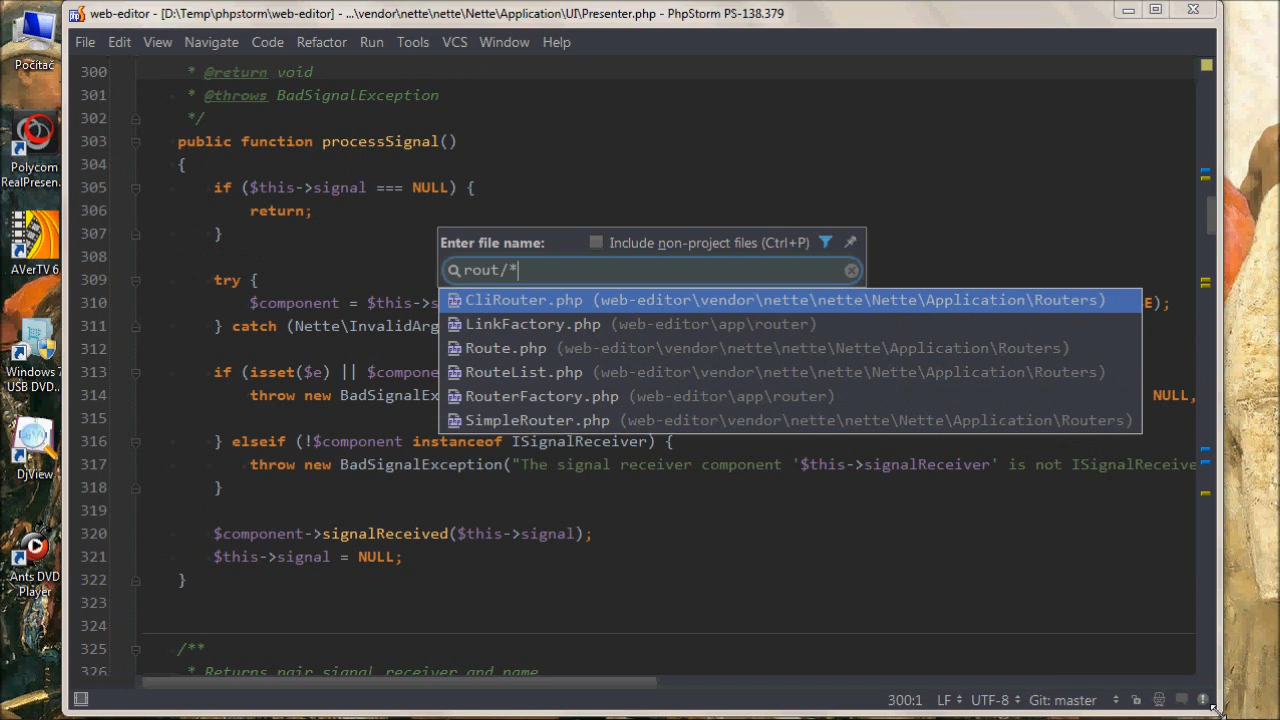 web-editor - [D:\Temp\phpstorm\web-editor] - ...\vendor\nette\nette\Nette\Application\UI\Presenter.php - PhpStorm PS-138.379
File Edit View Navigate Code Refactor Run Tools VCS Window Help
Počítač
Polycom
RealPresen...
AVerTV 6
Windows 7
USB DVD...
DjView
Ants DVD
Player
300 * @return void
301 * @throws BadSignalException
302 */
303 public function processSignal()
304 {
305 if ($this->signal === NULL) {
306 return;
307 }
308
309 try {
310 $component = $this->s E);
311 } catch (Nette\InvalidArg
312
313 if (isset($e) || $compone
314 throw new BadSignalEx NULL,
315
316 } elseif (!$component instanceof ISignalReceiver) {
317 throw new BadSignalException("The signal receiver component '$this->signalReceiver' is not ISignalReceive
318 }
319
320 $component->signalReceived($this->signal);
321 $this->signal = NULL;
322 }
323
324
325 /**
326 * Returns pair signal receiver and name
Enter file name: Include non-project files (Ctrl+P)
rout/*
CliRouter.php (web-editor\vendor\nette\nette\Nette\Application\Routers)
LinkFactory.php (web-editor\app\router)
Route.php (web-editor\vendor\nette\nette\Nette\Application\Routers)
RouteList.php (web-editor\vendor\nette\nette\Nette\Application\Routers)
RouterFactory.php (web-editor\app\router)
SimpleRouter.php (web-editor\vendor\nette\nette\Nette\Application\Routers)
300:1 LF UTF-8 Git: master